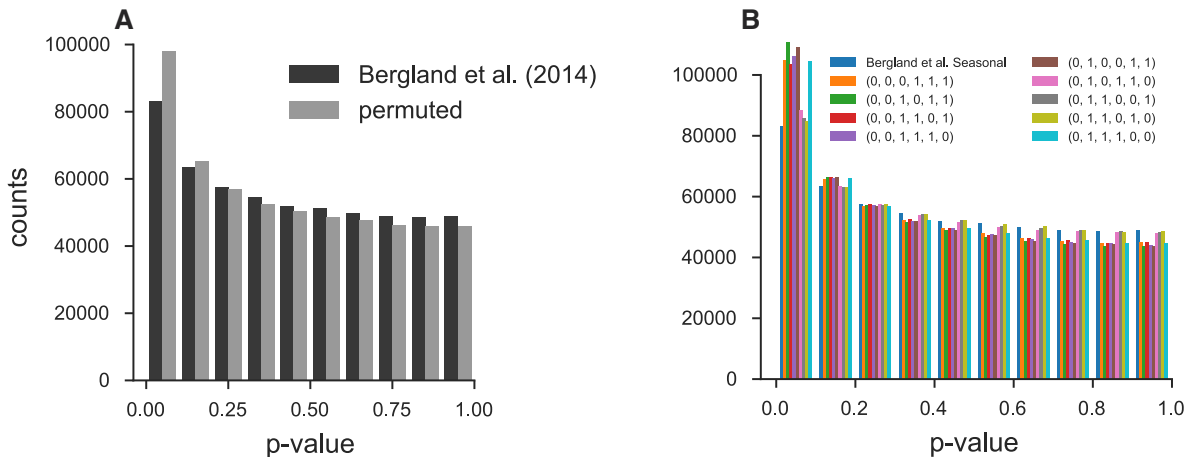 A
100000
80000
60000
40000
20000
0
counts
0.00 0.25 0.50 0.75 1.00
p-value
Bergland et al. (2014)
permuted
B
100000
80000
60000
40000
20000
0
0.0 0.2 0.4 0.6 0.8 1.0
p-value
Bergland et al. Seasonal
(0, 0, 0, 1, 1, 1)
(0, 0, 1, 0, 1, 1)
(0, 0, 1, 1, 0, 1)
(0, 0, 1, 1, 1, 0)
(0, 1, 0, 0, 1, 1)
(0, 1, 0, 1, 1, 0)
(0, 1, 1, 0, 0, 1)
(0, 1, 1, 0, 1, 0)
(0, 1, 1, 1, 0, 0)